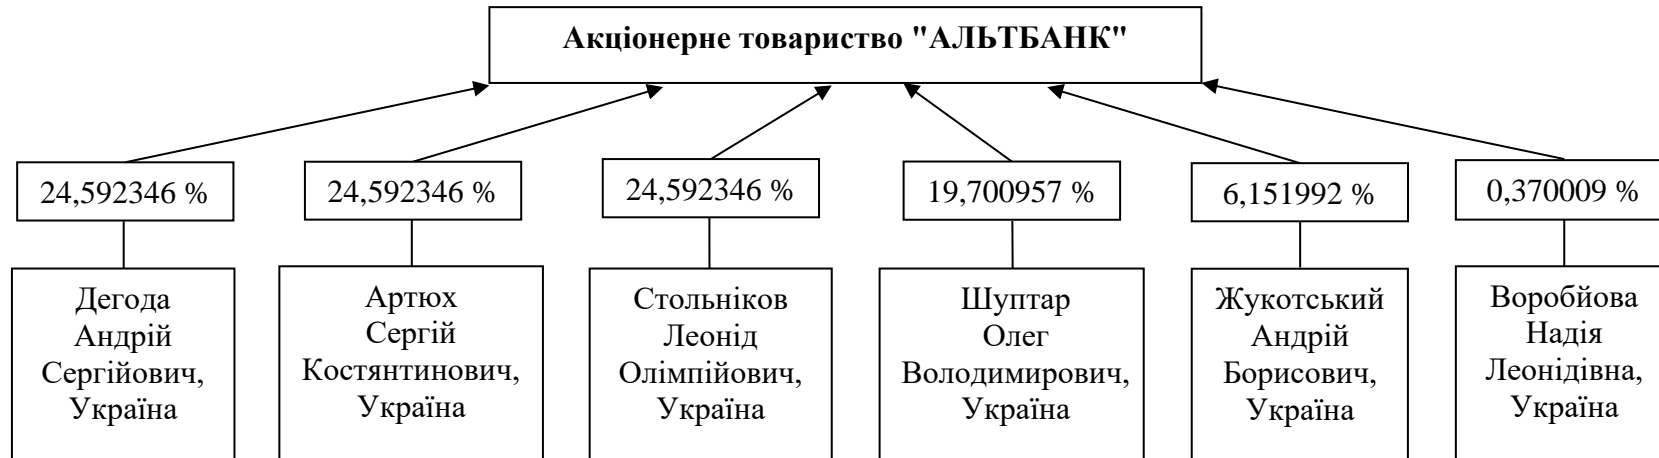 Акціонерне товариство "АЛЬТБАНК"
24,592346 %
24,592346 %
24,592346 %
19,700957 %
6,151992 %
0,370009 %
Дегода
Андрій
Сергійович,
Україна
Артюх
Сергій
Костянтинович,
Україна
Стольніков
Леонід
Олімпійович,
Україна
Шуптар
Олег
Володимирович,
Україна
Жукотський
Андрій
Борисович,
Україна
Воробйова
Надія
Леонідівна,
Україна